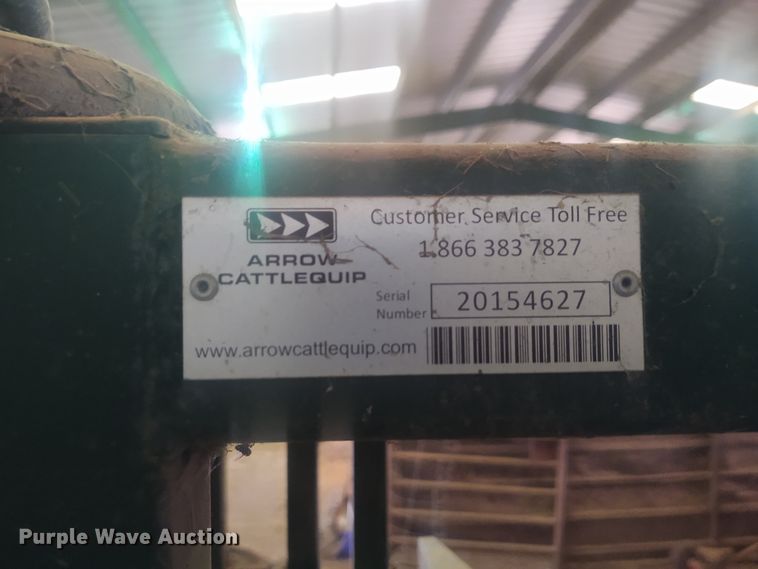 ARROW
CATTLEQUIP
Customer Service Toll Free
1.866 383 7827
Serial
Number
20154627
www.arrowcattlequip.com
Purple Wave Auction